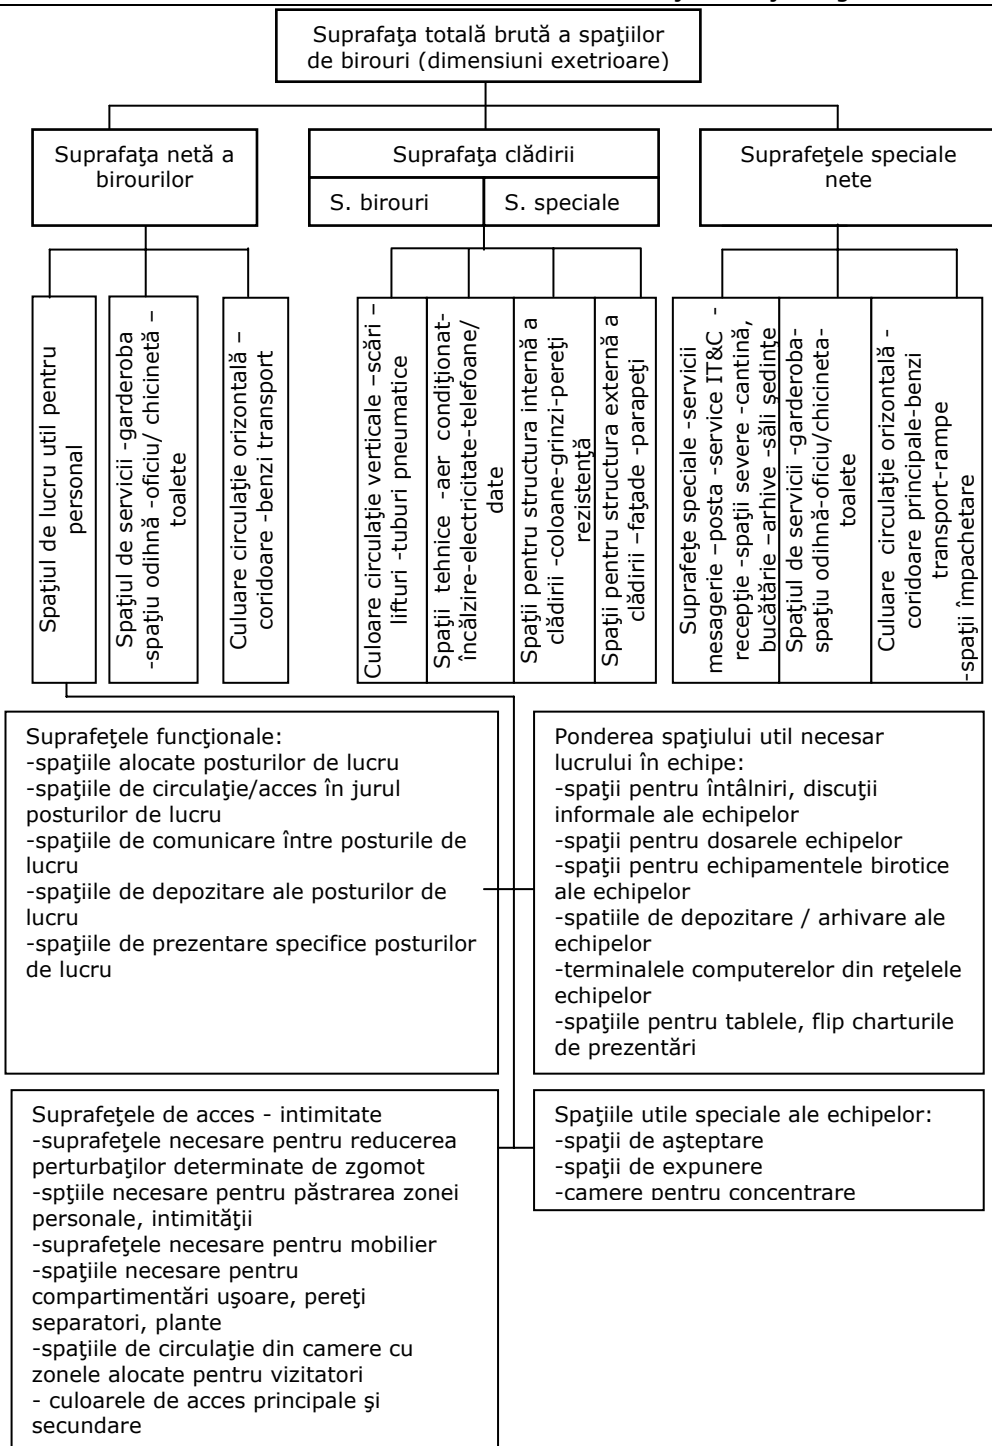 Suprafaţa totală brută a spaţiilor
de birouri (dimensiuni exetrioare)
Suprafaţa netă a
birourilor
Suprafaţa clădirii
S. birouri
S. speciale
Suprafeţele speciale
nete
Spaţiul de lucru util pentru
personal
Spaţiul de servicii -garderoba
-spaţiu odihnă -oficiu/ chicinetă –
toalete
Culuare circulaţie orizontală –
coridoare -benzi transport
Culoare circulaţie verticale –scări –
lifturi -tuburi pneumatice
Spaţii tehnice -aer condiţionat-
încălzire-electricitate-telefoane/
date
Spaţii pentru structura internă a
clădirii -coloane-grinzi-pereţi
rezistenţă
Spaţii pentru structura externă a
clădirii –faţade -parapeţi
Suprafeţe speciale -servicii
mesagerie –posta -service IT&C -
recepţie -spaţii severe -cantină,
bucătărie –arhive -săli şedinţe
Spaţiul de servicii -garderoba-
spaţiu odihnă-oficiu/chicineta-
toalete
Culuare circulaţie orizontală -
coridoare principale-benzi
transport-rampe
-spaţii împachetare
Suprafeţele funcţionale:
-spaţiile alocate posturilor de lucru
-spaţiile de circulaţie/acces în jurul
posturilor de lucru
-spaţiile de comunicare între posturile de
lucru
-spaţiile de depozitare ale posturilor de
lucru
-spaţiile de prezentare specifice posturilor
de lucru
Ponderea spaţiului util necesar
lucrului în echipe:
-spaţii pentru întâlniri, discuţii
informale ale echipelor
-spaţii pentru dosarele echipelor
-spaţii pentru echipamentele birotice
ale echipelor
-spatiile de depozitare / arhivare ale
echipelor
-terminalele computerelor din reţelele
echipelor
-spaţiile pentru tablele, flip charturile
de prezentări
Suprafeţele de acces - intimitate
-suprafeţele necesare pentru reducerea
perturbaţilor determinate de zgomot
-spţiile necesare pentru păstrarea zonei
personale, intimităţii
-suprafeţele necesare pentru mobilier
-spaţiile necesare pentru
compartimentări uşoare, pereţi
separatori, plante
-spaţiile de circulaţie din camere cu
zonele alocate pentru vizitatori
- culoarele de acces principale şi
secundare
Spaţiile utile speciale ale echipelor:
-spaţii de aşteptare
-spaţii de expunere
-camere pentru concentrare